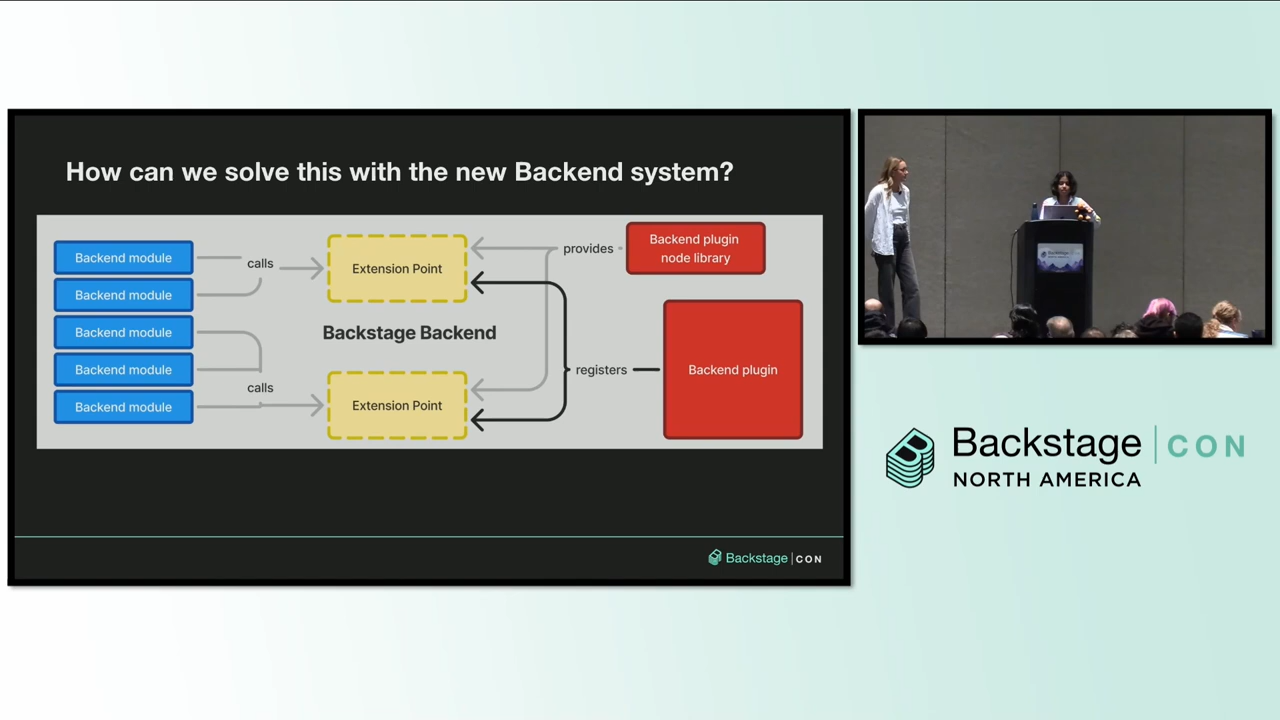 How can we solve this with the new Backend system?
Backend module
Backend module
Backend module
Backend module
Backend module
calls
calls
Extension Point
Backstage Backend
Extension Point
provides
registers
Backend plugin
node library
Backend plugin
Backstage | CON
Backstage | CON
NORTH AMERICA